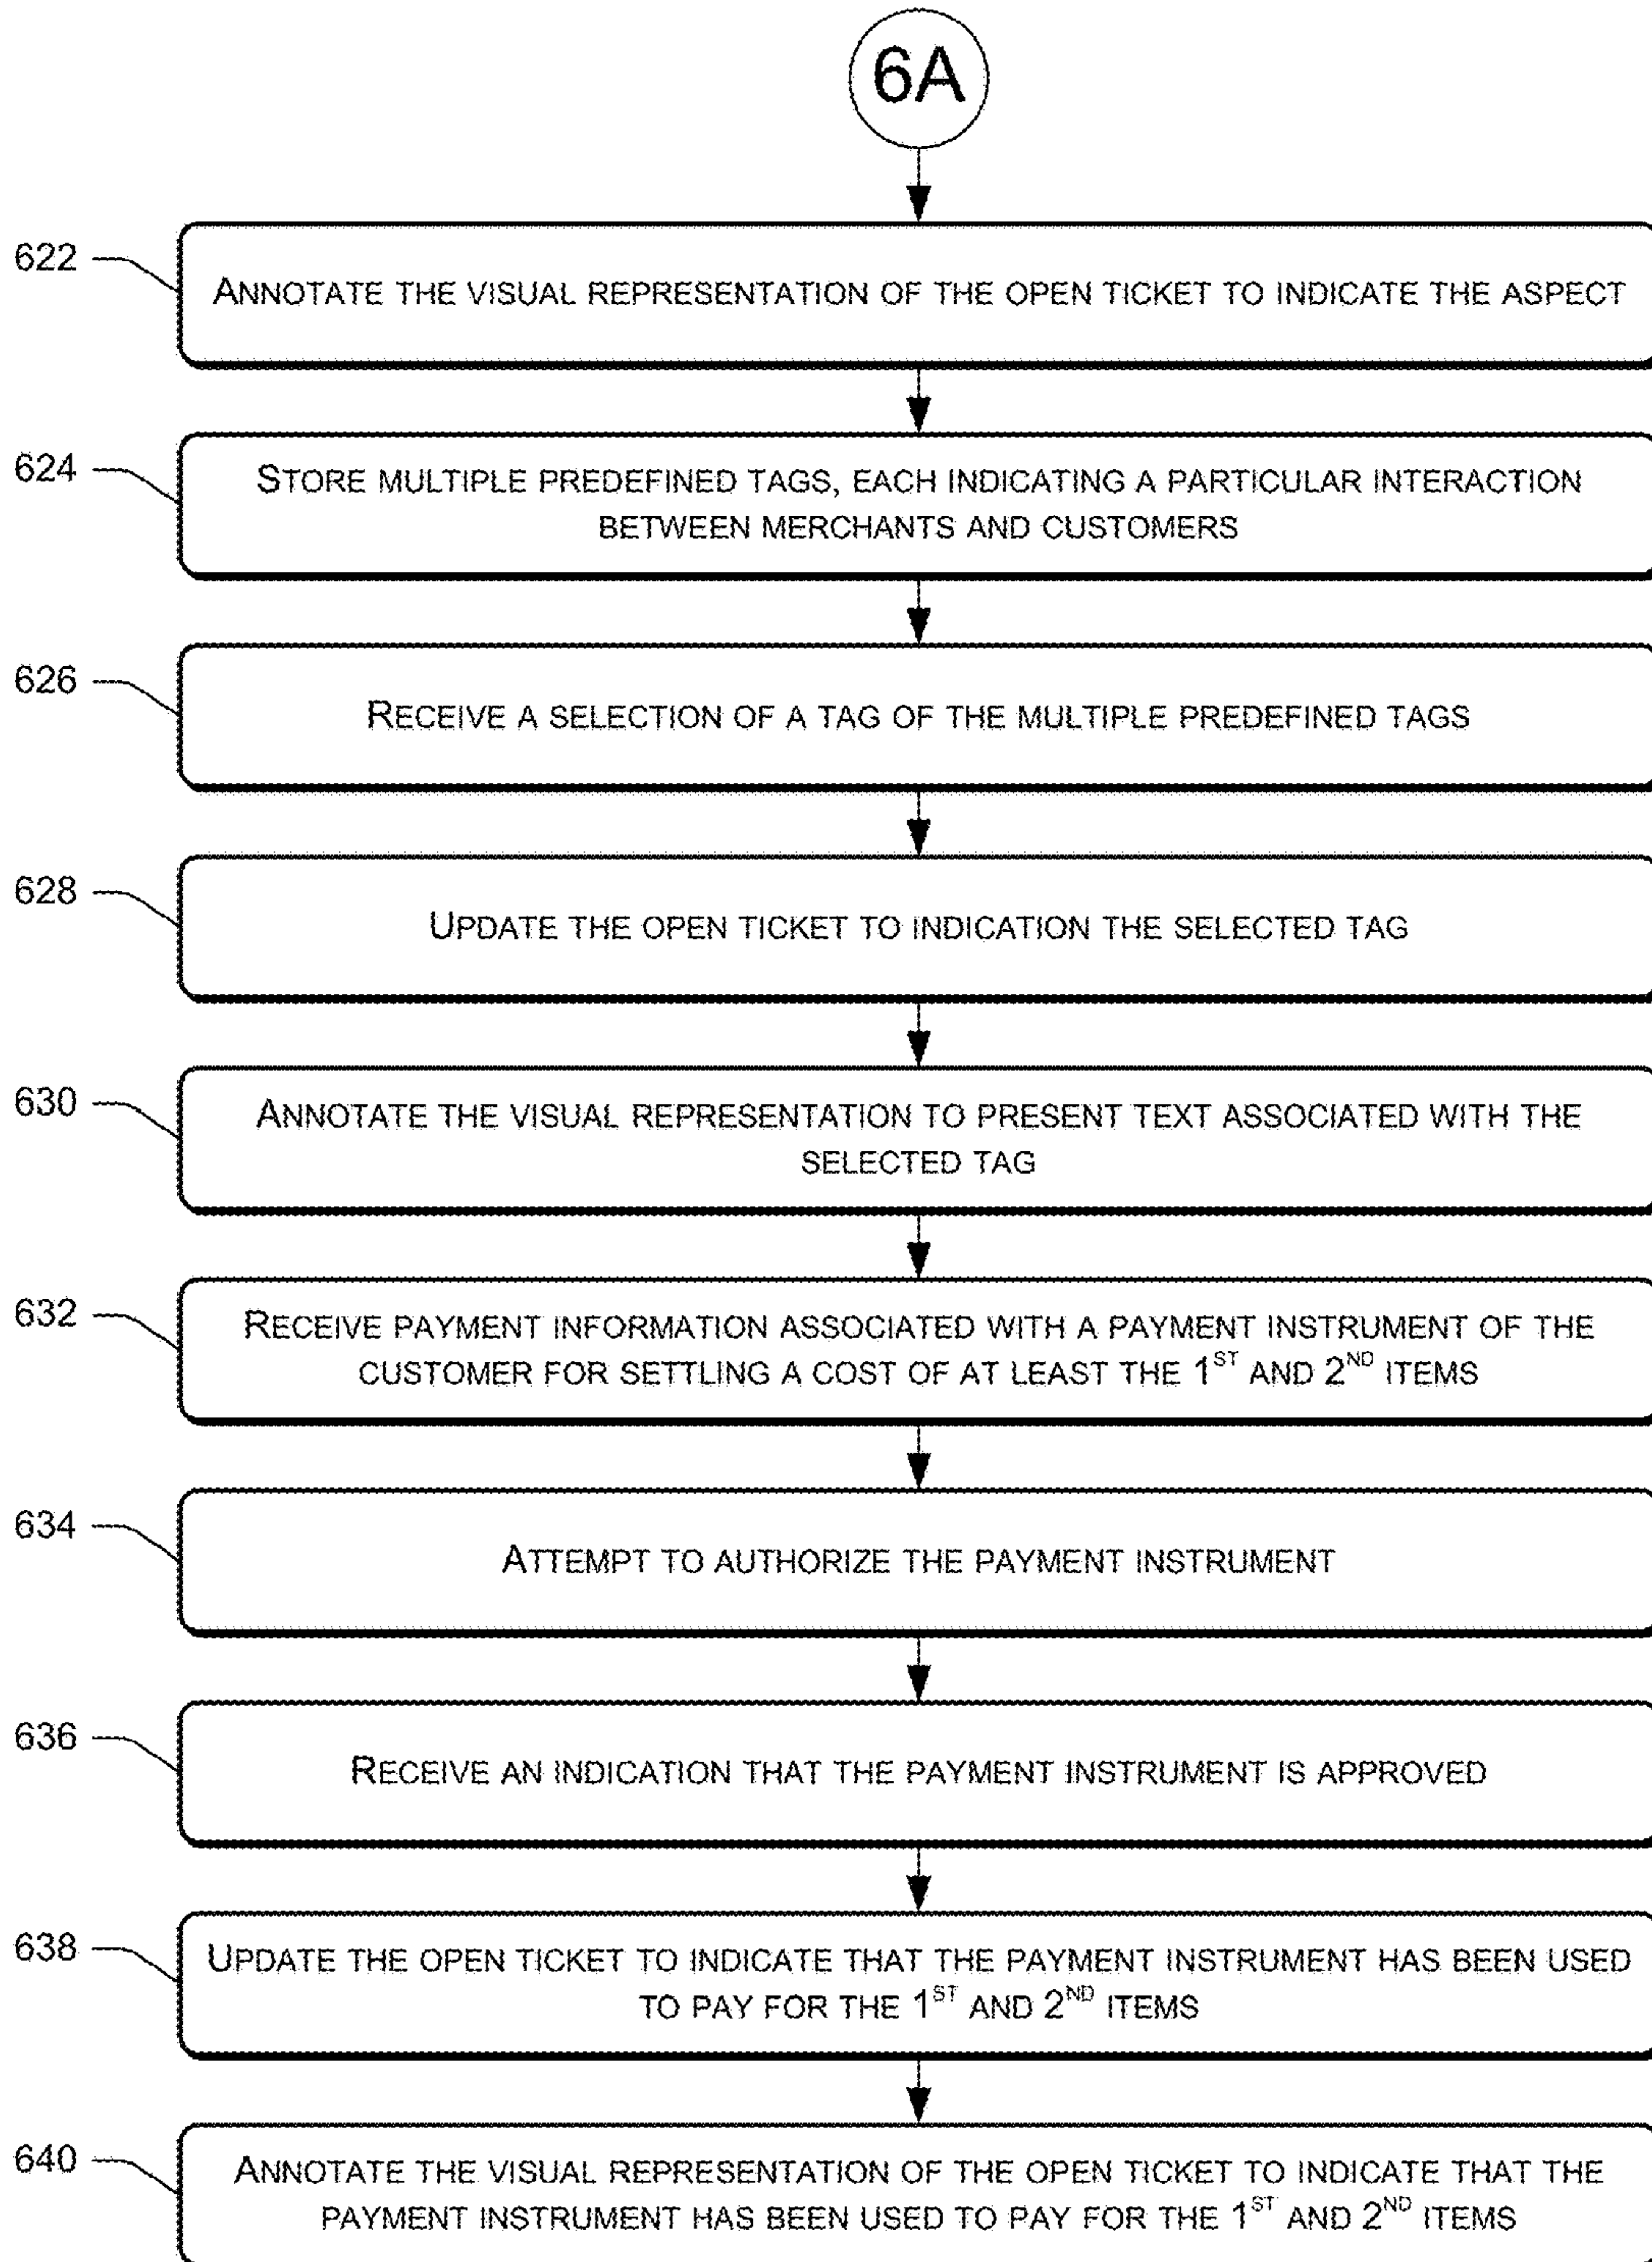 6A
622
ANNOTATE THE VISUAL REPRESENTATION OF THE OPEN TICKET TO INDICATE THE ASPECT
624
STORE MULTIPLE PREDEFINED TAGS, EACH INDICATING A PARTICULAR INTERACTION
BETWEEN MERCHANTS AND CUSTOMERS
626
RECEIVE A SELECTION OF A TAG OF THE MULTIPLE PREDEFINED TAGS
628
UPDATE THE OPEN TICKET TO INDICATION THE SELECTED TAG
630
ANNOTATE THE VISUAL REPRESENTATION TO PRESENT TEXT ASSOCIATED WITH THE
SELECTED TAG
632
RECEIVE PAYMENT INFORMATION ASSOCIATED WITH A PAYMENT INSTRUMENT OF THE
CUSTOMER FOR SETTLING A COST OF AT LEAST THE 1ST AND 2ND ITEMS
634
ATTEMPT TO AUTHORIZE THE PAYMENT INSTRUMENT
636
RECEIVE AN INDICATION THAT THE PAYMENT INSTRUMENT IS APPROVED
638
UPDATE THE OPEN TICKET TO INDICATE THAT THE PAYMENT INSTRUMENT HAS BEEN USED
TO PAY FOR THE 1ST AND 2ND ITEMS
640
ANNOTATE THE VISUAL REPRESENTATION OF THE OPEN TICKET TO INDICATE THAT THE
PAYMENT INSTRUMENT HAS BEEN USED TO PAY FOR THE 1ST AND 2ND ITEMS